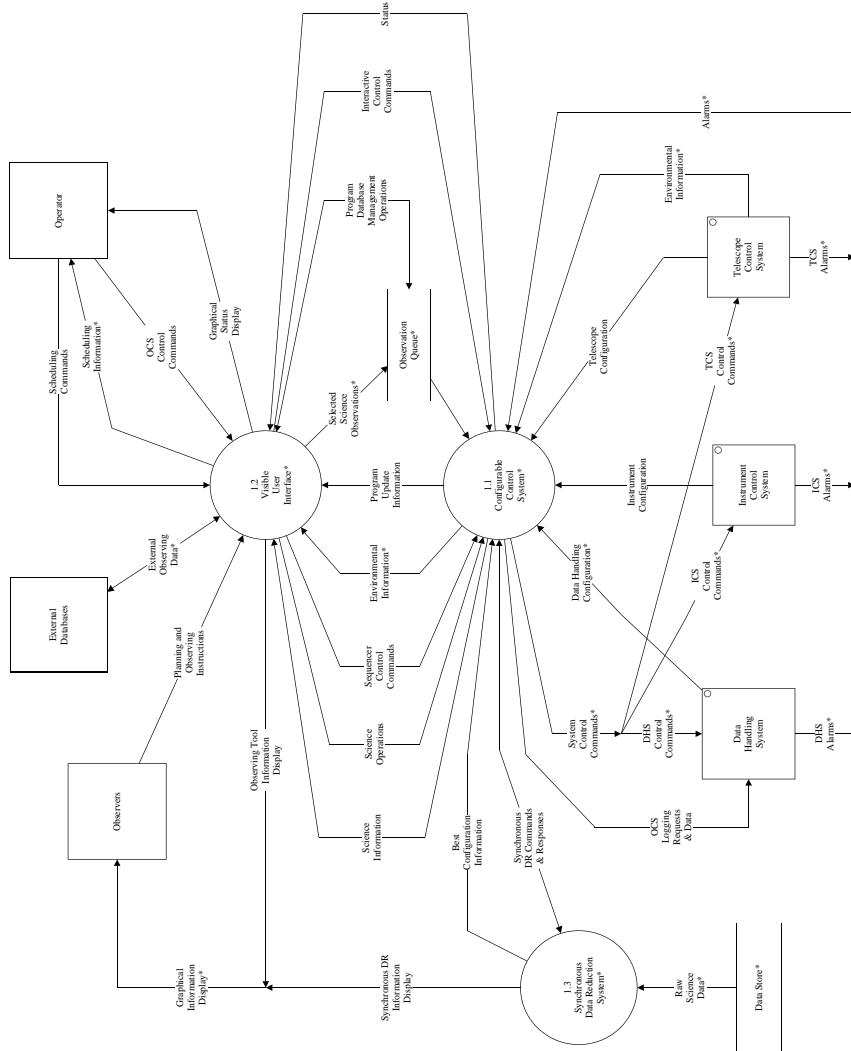 Status
Interactive
Control
Commands
Alarms*
Program
Database
Management
Operations
Environmental
Information*
Operator
Graphical
Status
Display
Telescope
Control
System
TCS
Alarms*
Scheduling
Commands
Scheduling
Information*
OCS
Control
Commands
Observation
Queue*
Telescope
Configuration
TCS
Control
Commands*
Selected
Science
Observations*
1.2
Visible
User
Interface*
Program
Update
Information
1.1
Configurable
Control
System*
Instrument
Configuration
Instrument
Control
System
ICS
Alarms*
External
Observing
Data*
External
Databases
Environmental
Information*
Data Handling
Configuration*
ICS
Control
Commands*
Planning and
Observing
Instructions
Sequencer
Control
Commands
Observing Tool
Information
Display
Science
Operations
System
Control
Commands*
DHS
Control
Commands*
Data
Handling
System
DHS
Alarms*
Observers
Science
Information
Best
Configuration
Information
Synchronous
DR Commands
& Responses
OCS
Logging
Requests
& Data
Graphical
Information
Display*
Synchronous DR
Information
Display
1.3
Synchronous
Data Reduction
System*
Raw
Science
Data*
Data Store*